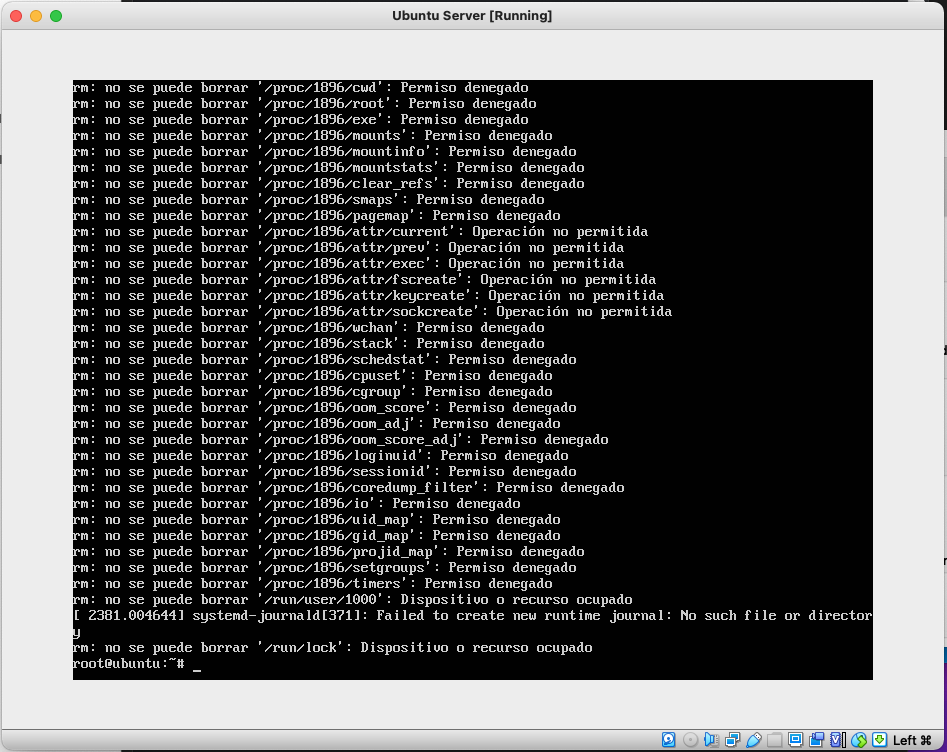 Ubuntu Server [Running]
rm: no se puede borrar '/proc/1896/cwd': Permiso denegado
rm: no se puede borrar '/proc/1896/root': Permiso denegado
rm: no se puede borrar '/proc/1896/exe': Permiso denegado
rm: no se puede borrar '/proc/1896/mounts': Permiso denegado
rm: no se puede borrar '/proc/1896/mountinfo': Permiso denegado
rm: no se puede borrar '/proc/1896/mountstats': Permiso denegado
rm: no se puede borrar '/proc/1896/clear_refs': Permiso denegado
rm: no se puede borrar '/proc/1896/smaps': Permiso denegado
rm: no se puede borrar '/proc/1896/pagemap': Permiso denegado
rm: no se puede borrar '/proc/1896/attr/current': Operación no permitida
rm: no se puede borrar '/proc/1896/attr/prev': Operación no permitida
rm: no se puede borrar '/proc/1896/attr/exec': Operación no permitida
rm: no se puede borrar '/proc/1896/attr/fscreate': Operación no permitida
rm: no se puede borrar '/proc/1896/attr/keycreate': Operación no permitida
rm: no se puede borrar '/proc/1896/attr/sockcreate': Operación no permitida
rm: no se puede borrar '/proc/1896/wchan': Permiso denegado
rm: no se puede borrar '/proc/1896/stack': Permiso denegado
rm: no se puede borrar '/proc/1896/schedstat': Permiso denegado
rm: no se puede borrar '/proc/1896/cpuset': Permiso denegado
rm: no se puede borrar '/proc/1896/cgroup': Permiso denegado
rm: no se puede borrar '/proc/1896/oom_score': Permiso denegado
rm: no se puede borrar '/proc/1896/oom_adj': Permiso denegado
rm: no se puede borrar '/proc/1896/oom_score_adj': Permiso denegado
rm: no se puede borrar '/proc/1896/loginuid': Permiso denegado
rm: no se puede borrar '/proc/1896/sessionid': Permiso denegado
rm: no se puede borrar '/proc/1896/coredump_filter': Permiso denegado
rm: no se puede borrar '/proc/1896/io': Permiso denegado
rm: no se puede borrar '/proc/1896/uid_map': Permiso denegado
rm: no se puede borrar '/proc/1896/gid_map': Permiso denegado
rm: no se puede borrar '/proc/1896/projid_map': Permiso denegado
rm: no se puede borrar '/proc/1896/setgroups': Permiso denegado
rm: no se puede borrar '/proc/1896/timers': Permiso denegado
rm: no se puede borrar '/run/user/1000': Dispositivo o recurso ocupado
[ 2381.004644] systemd-journald[371]: Failed to create new runtime journal: No such file or director
y
rm: no se puede borrar '/run/lock': Dispositivo o recurso ocupado
root@ubuntu:~# _
Left ⌘